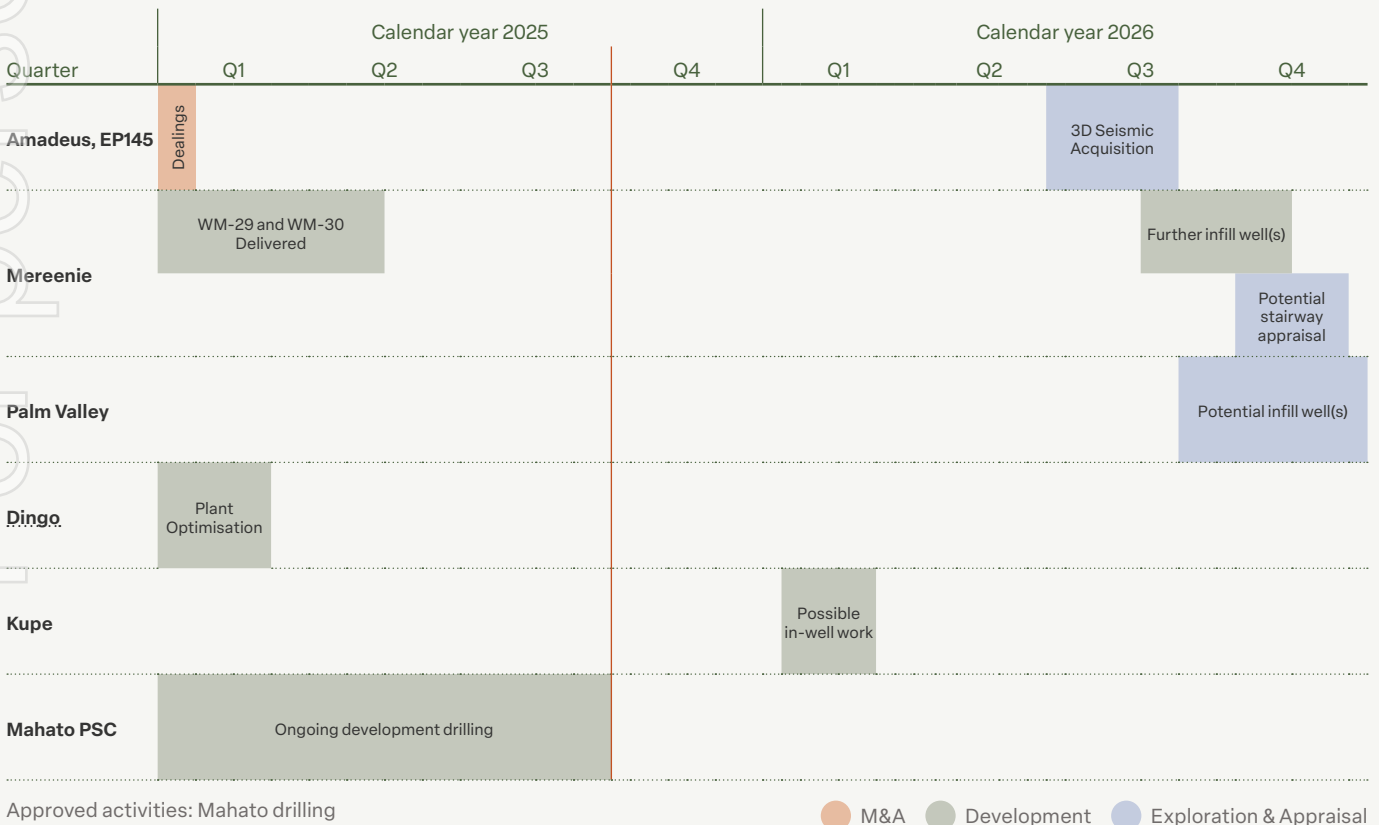 Calendar year 2025
Calendar year 2026
Quarter
Q1
Q2
Q3
Q4
Q1
Q2
Q3
Q4
Amadeus, EP145
Dealings
3D Seismic
Acquisition
Mereenie
WM-29 and WM-30
Delivered
Further infill well(s)
Potential
stairway
appraisal
Palm Valley
Potential infill well(s)
Dingo
Plant
Optimisation
Kupe
Possible
in-well work
Mahato PSC
Ongoing development drilling
Approved activities: Mahato drilling
M&A
Development
Exploration & Appraisal